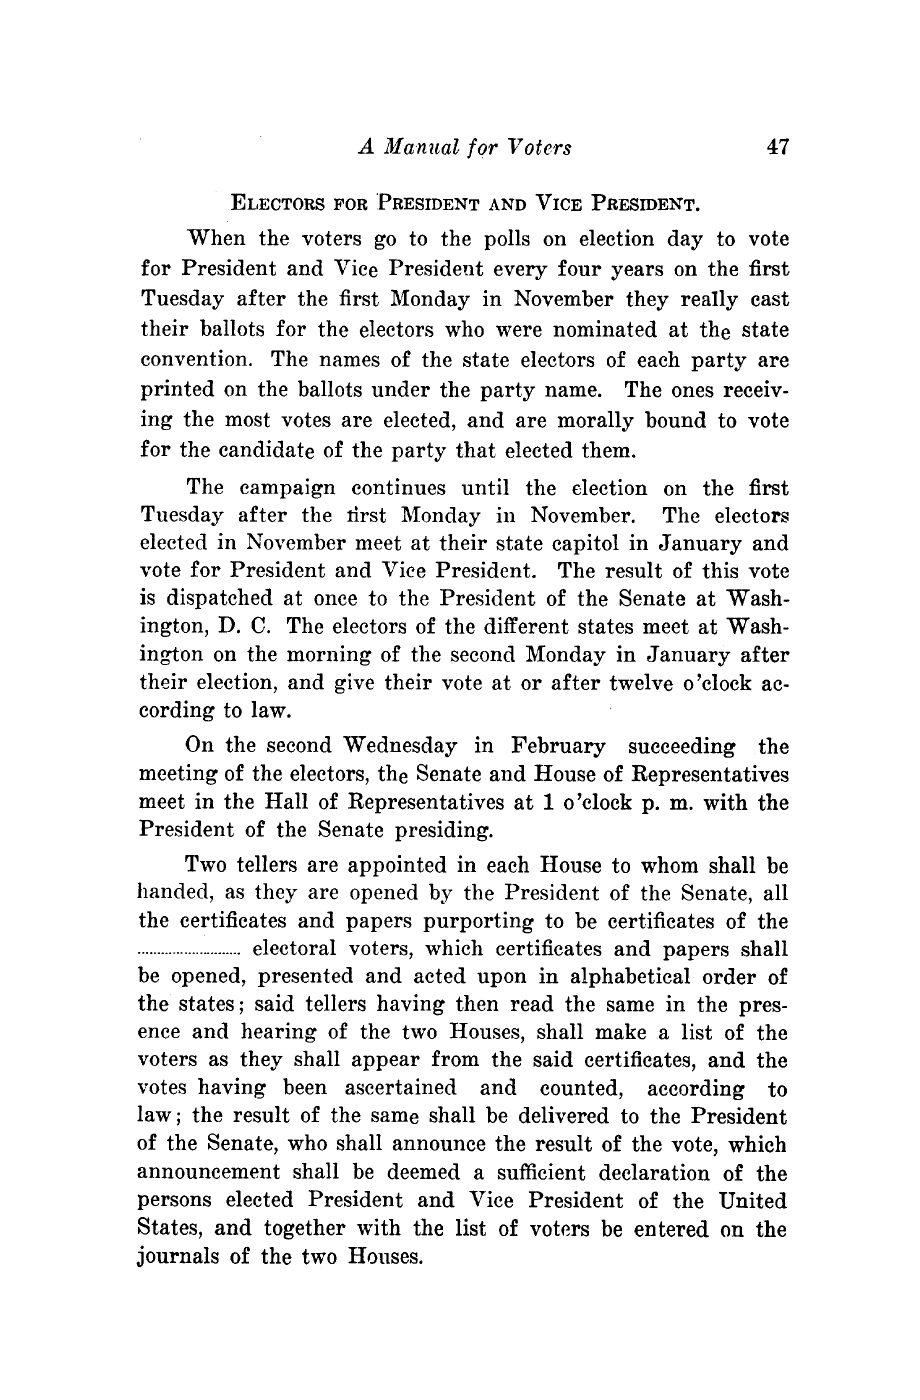 A Manual for Voters 47
ELECTORS FOR PRESIDENT AND VICE PRESIDENT.
When the voters go to the polls on election day to vote
for President and Vice President every four years on the first
Tuesday after the first Monday in November they really cast
their ballots for the electors who were nominated at the state
convention. The names of the state electors of each party are
printed on the ballots under the party name. The ones receiv-
ing the most votes are elected, and are morally bound to vote
for the candidate of the party that elected them.
The campaign continues until the election on the first
Tuesday after the first Monday in November. The electors
elected in November meet at their state capitol in January and
vote for President and Vice President. The result of this vote
is dispatched at once to the President of the Senate at Wash-
ington, D. C. The electors of the different states meet at Wash-
ington on the morning of the second Monday in January after
their election, and give their vote at or after twelve o'clock ac-
cording to law.
On the second Wednesday in February succeeding the
meeting of the electors, the Senate and House of Representatives
meet in the Hall of Representatives at 1 o'clock p. m. with the
President of the Senate presiding.
Two tellers are appointed in each House to whom shall be
handed, as they are opened by the President of the Senate, all
the certificates and papers purporting to be certificates of the
.......................... electoral voters, which certificates and papers shall
be opened, presented and acted upon in alphabetical order of
the states; said tellers having then read the same in the pres-
ence and hearing of the two Houses, shall make a list of the
voters as they shall appear from the said certificates, and the
votes having been ascertained and counted, according to
law; the result of the same shall be delivered to the President
of the Senate, who shall announce the result of the vote, which
announcement shall be deemed a sufficient declaration of the
persons elected President and Vice President of the United
States, and together with the list of voters be entered on the
journals of the two Houses.